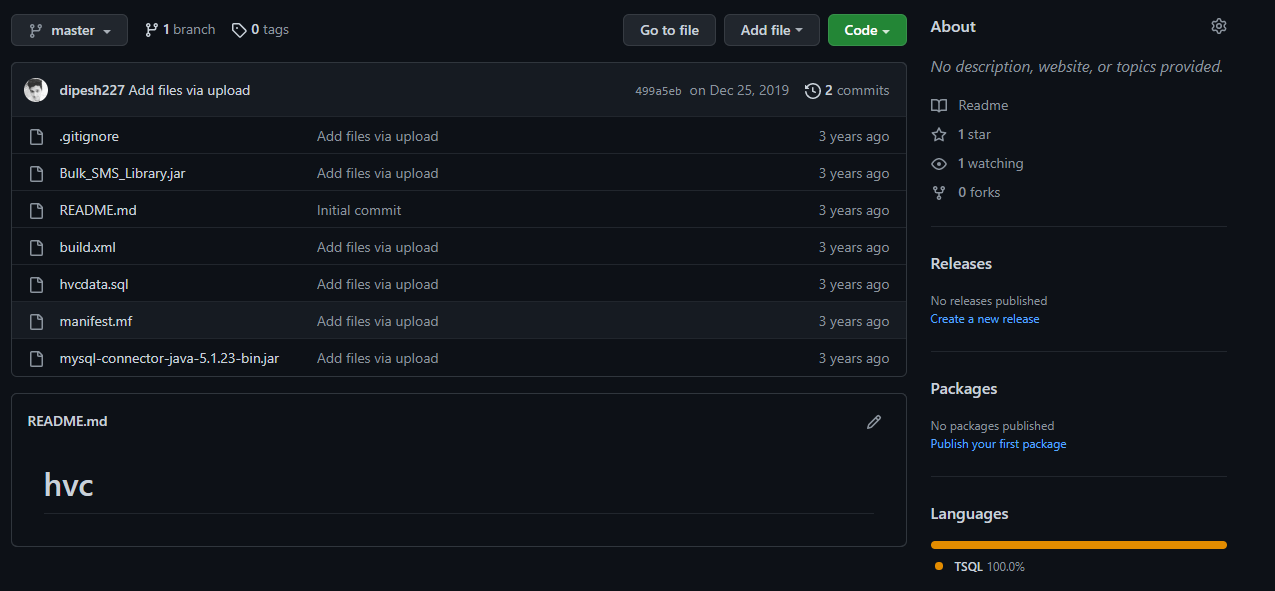 master 1 branch 0 tags Go to file Add file Code
dipesh227 Add files via upload 499a5eb on Dec 25, 2019 2 commits
.gitignore Add files via upload 3 years ago
Bulk_SMS_Library.jar Add files via upload 3 years ago
README.md Initial commit 3 years ago
build.xml Add files via upload 3 years ago
hvcdata.sql Add files via upload 3 years ago
manifest.mf Add files via upload 3 years ago
mysql-connector-java-5.1.23-bin.jar Add files via upload 3 years ago
README.md
hvc
About
No description, website, or topics provided.
Readme
1 star
1 watching
0 forks
Releases
No releases published
Create a new release
Packages
No packages published
Publish your first package
Languages
TSQL 100.0%